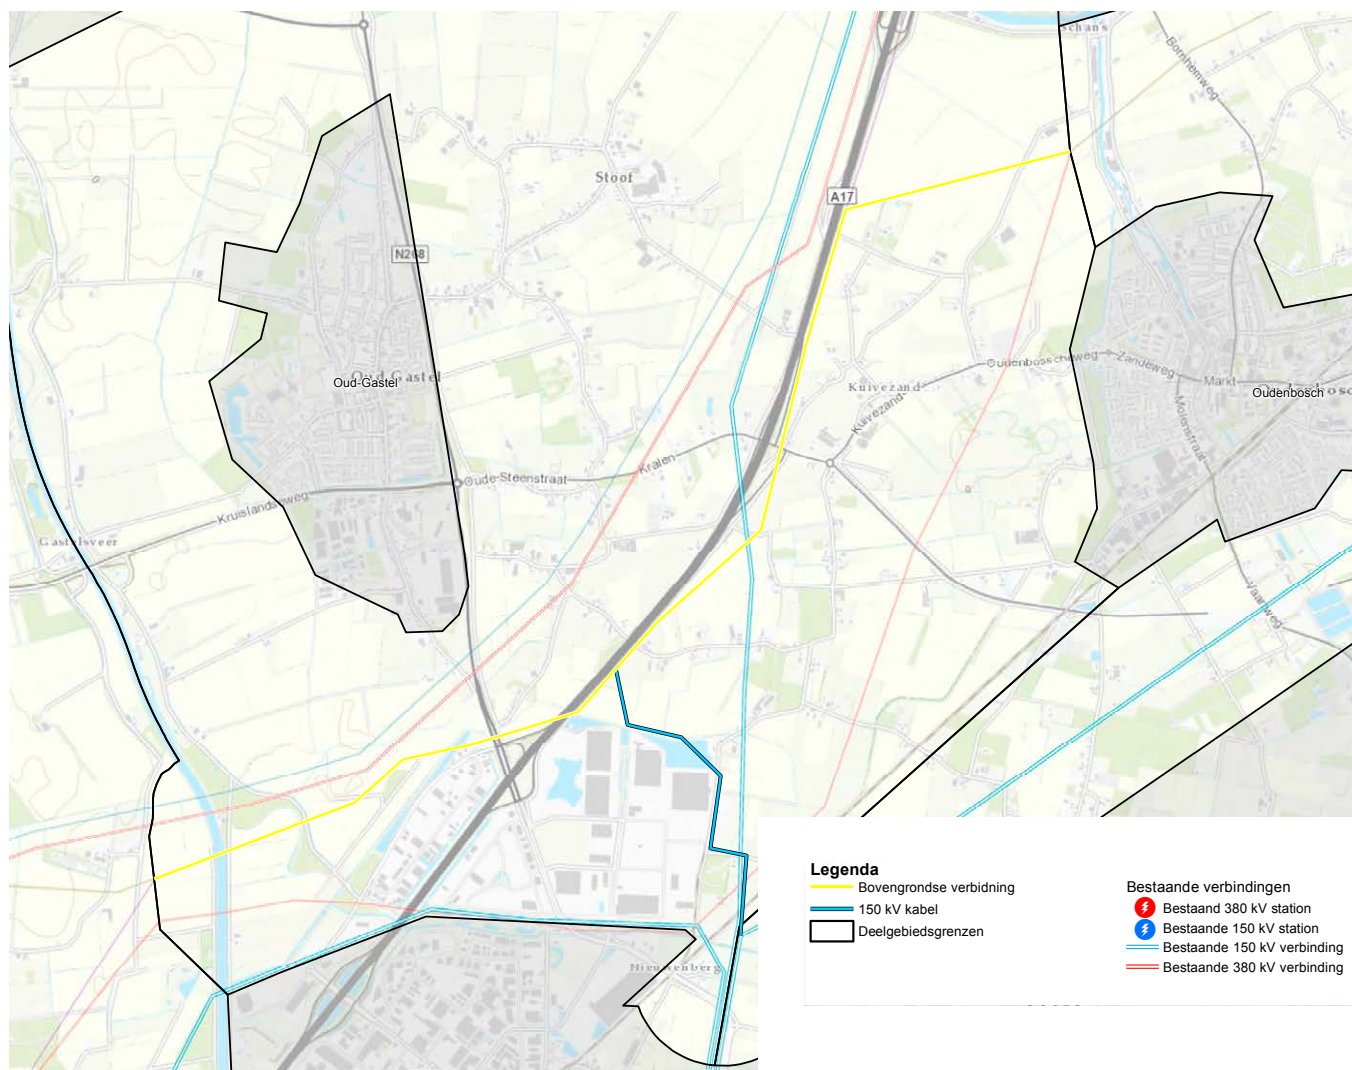 Schans
Bornhemweg
Stoof
A17
N268
Oud-Gastel
Oud-Gastel
Oudenbosscheweg
Zandeweg
Markt
Kuivezand
Kuivezand
Oudenbosch
Molenstraat
Kralen
Oude-Steenstraat
Kruislandseweg
Gastelsveer
Vaartweg
Nieuwenberg
Legenda
Bovengrondse verbidning
150 kV kabel
Deelgebiedsgrenzen
Bestaande verbindingen
Bestaand 380 kV station
Bestaande 150 kV station
Bestaande 150 kV verbinding
Bestaande 380 kV verbinding